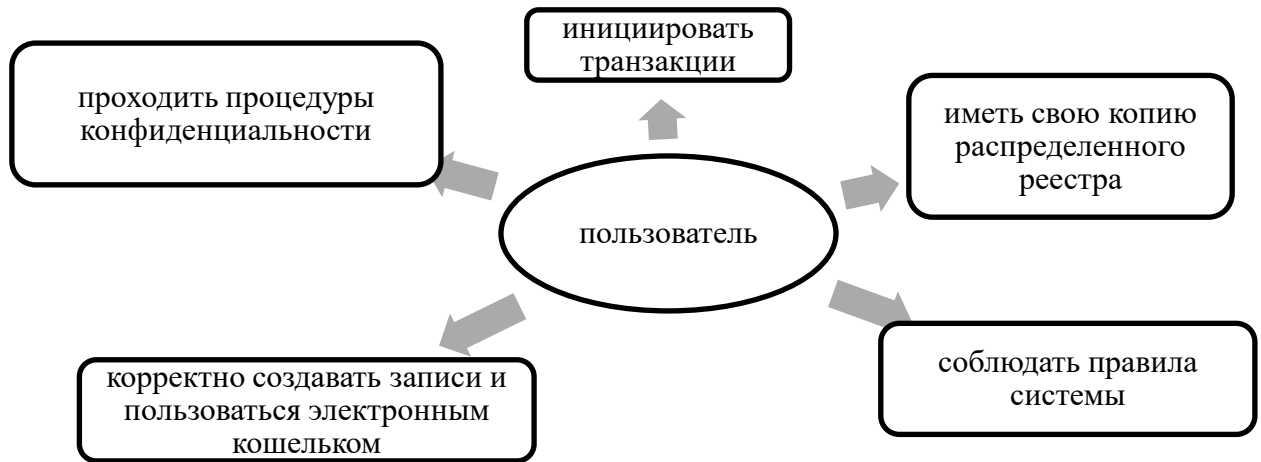 инициировать
транзакции
проходить процедуры
конфиденциальности
иметь свою копию
распределенного
реестра
пользователь
корректно создавать записи и
пользоваться электронным
кошельком
соблюдать правила
системы